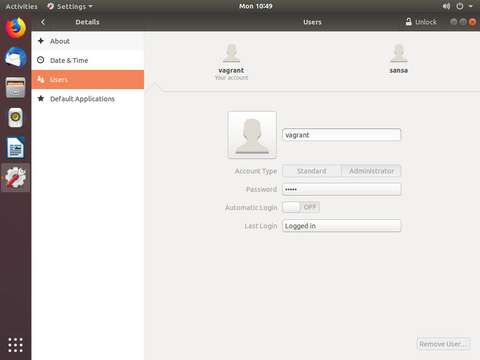 Activities Settings Mon 10:49
Details Users Unlock
About
Date & Time
Users
Default Applications
vagrant sansa
Your account
vagrant
Account Type Standard Administrator
Password •••••
Automatic Login OFF
Last Login Logged in
Remove User...